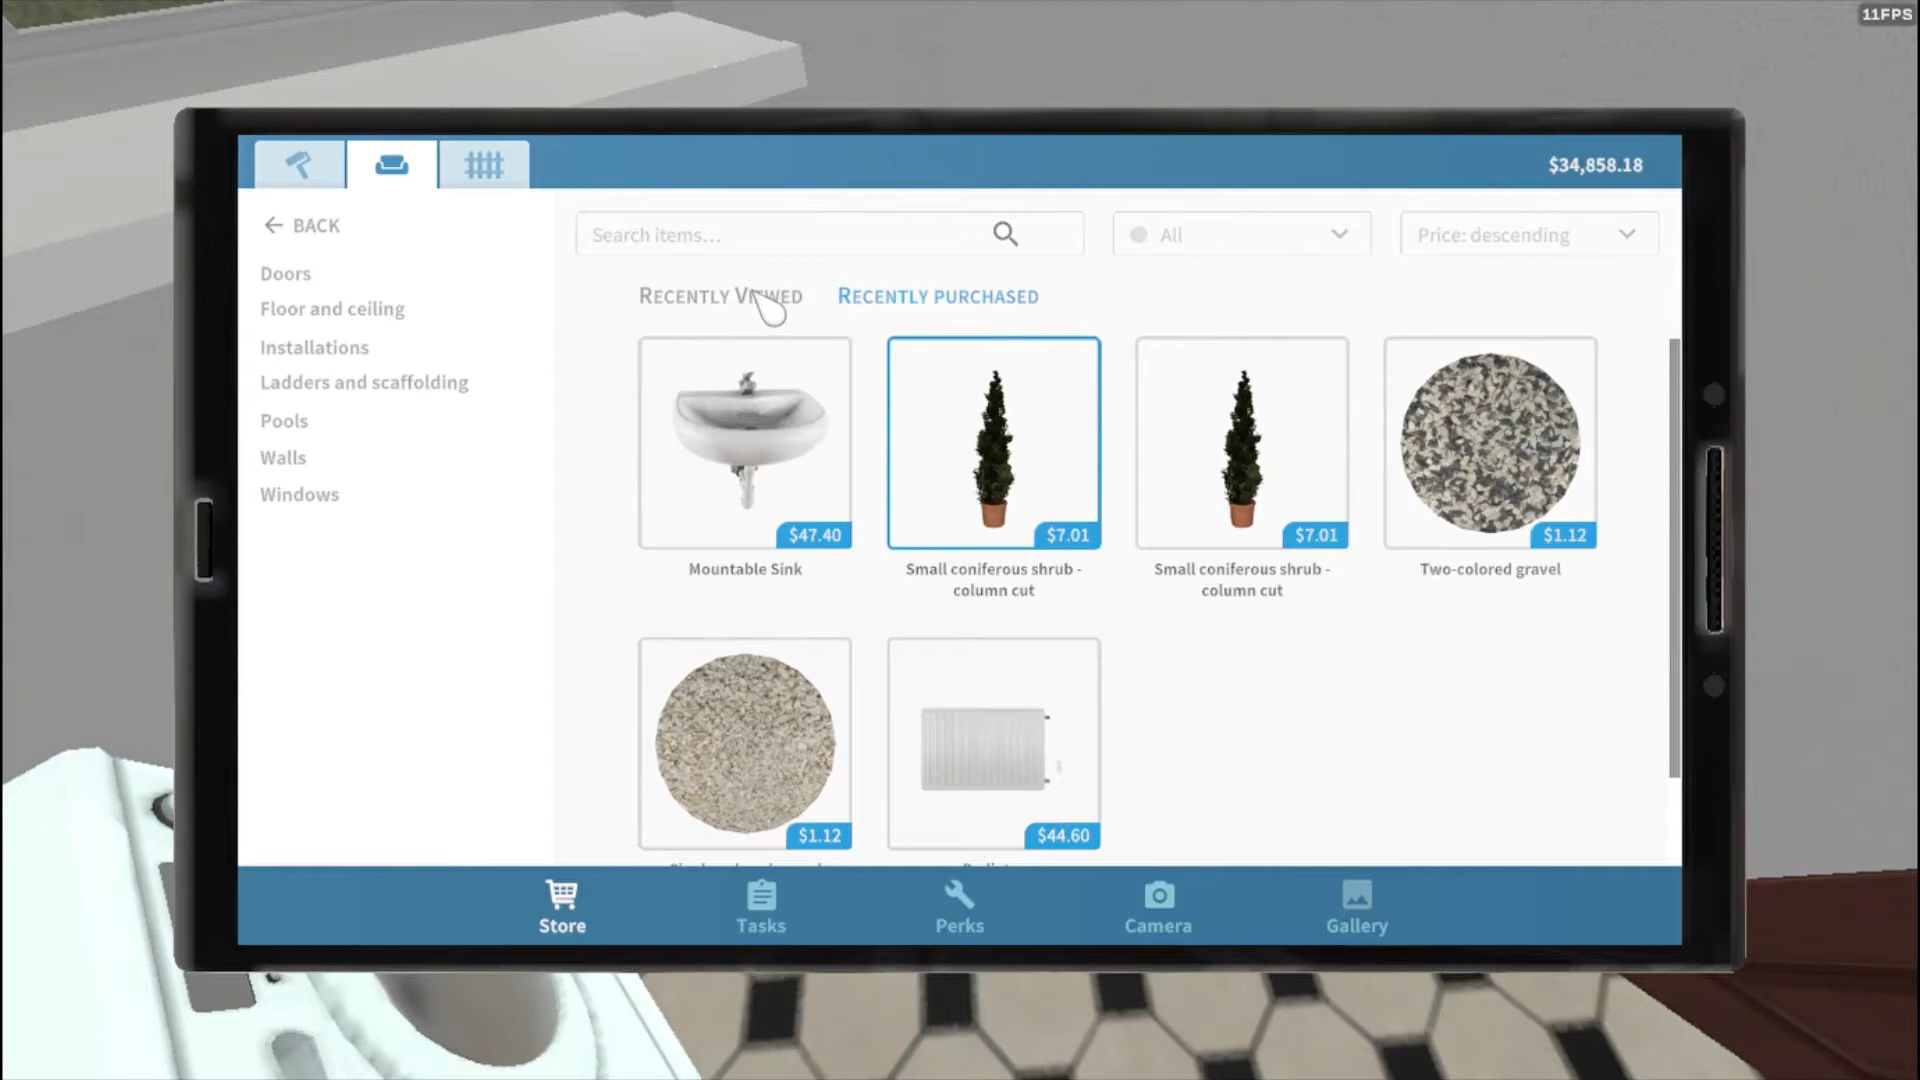 11FPS
$34,858.18
BACK
Search items...
All
Price: descending
Doors
Floor and ceiling
Installations
Ladders and scaffolding
Pools
Walls
Windows
RECENTLY VIEWED
RECENTLY PURCHASED
$47.40
$7.01
$7.01
$1.12
Mountable Sink
Small coniferous shrub -
column cut
Small coniferous shrub -
column cut
Two-colored gravel
$1.12
$44.60
Store
Tasks
Perks
Camera
Gallery